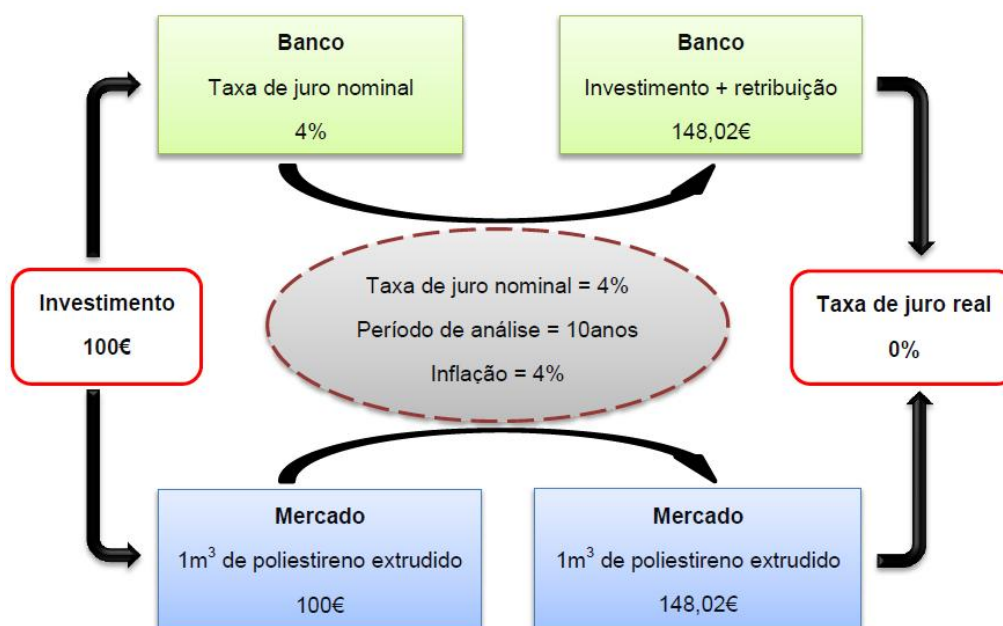 Banco
Taxa de juro nominal
4%
Banco
Investimento + retribuição
148,02€
Investimento
100€
Taxa de juro nominal = 4%
Período de análise = 10anos
Inflação = 4%
Taxa de juro real
0%
Mercado
1m³ de poliestireno extrudido
100€
Mercado
1m³ de poliestireno extrudido
148,02€